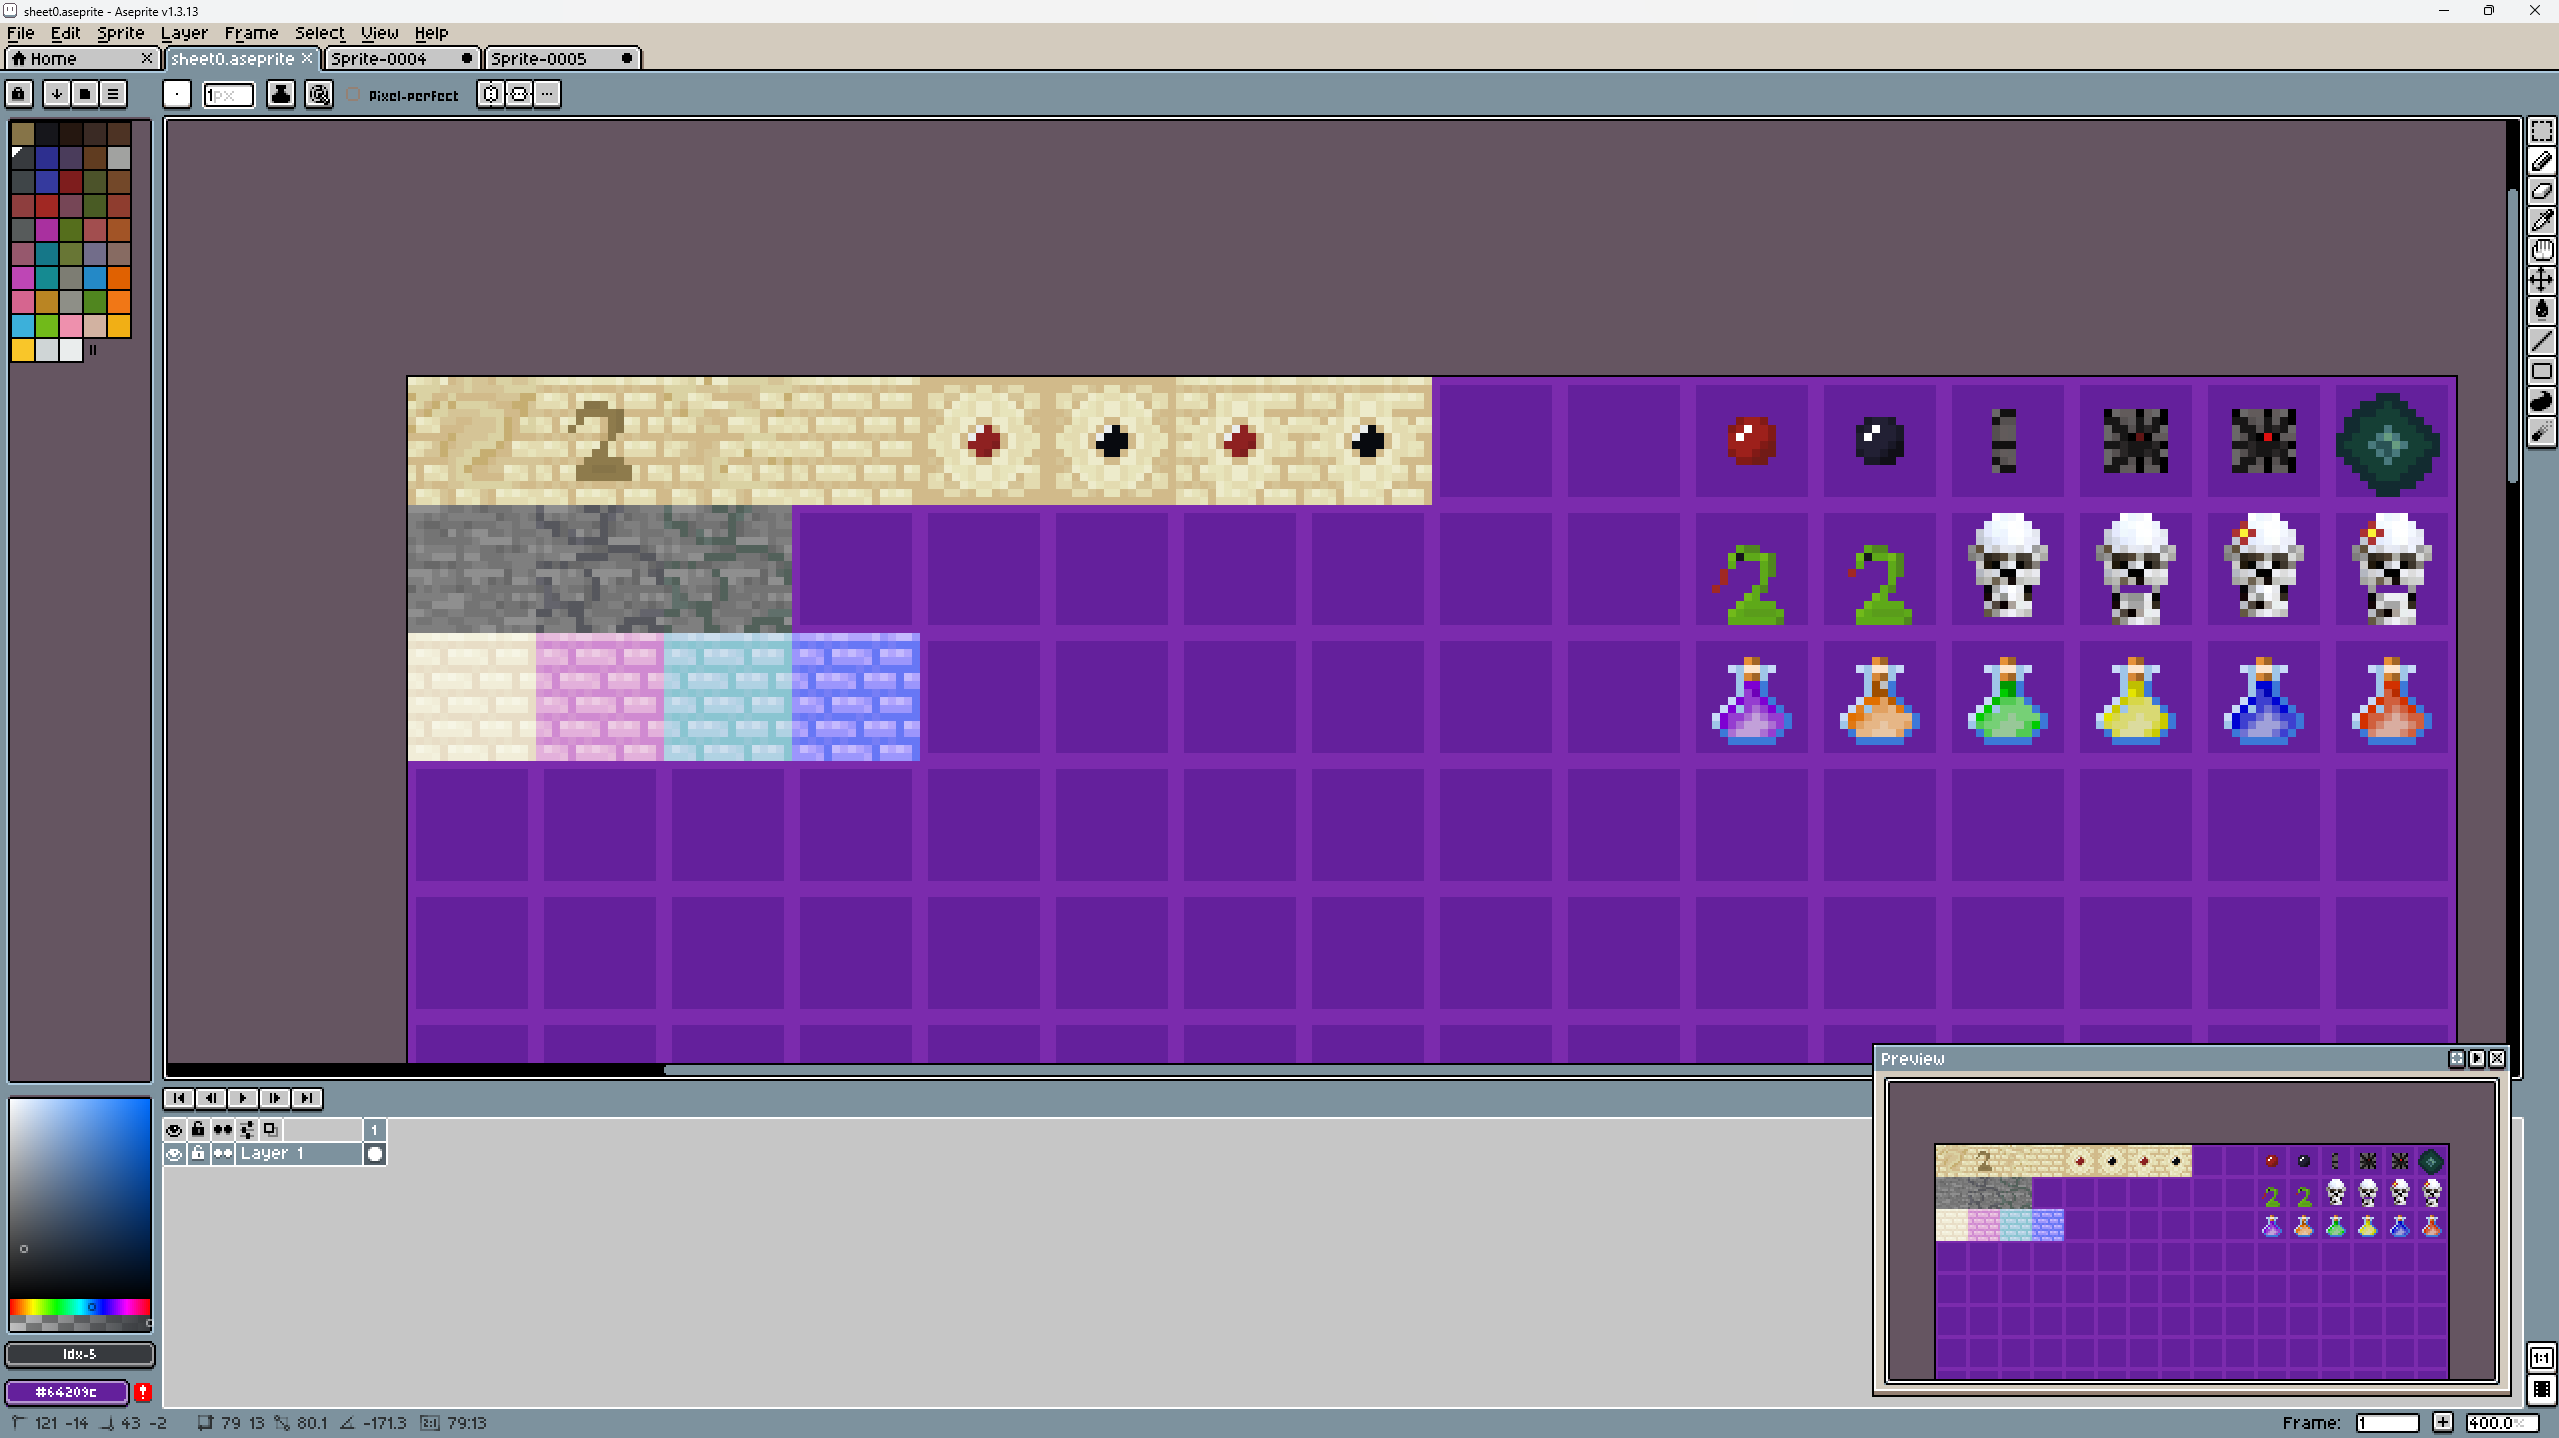 sheet0.aseprite - Aseprite v1.3.13
File Edit Sprite Layer Frame Select View Help
Home sheet0.aseprite Sprite-0004 Sprite-0005
1px Pixel-perfect
Preview
1
Layer 1
Idx-5
#64209c
121 -14 43 -2 79 13 80.1 -171.3 79:13
1:1
Frame: 1 400.0%